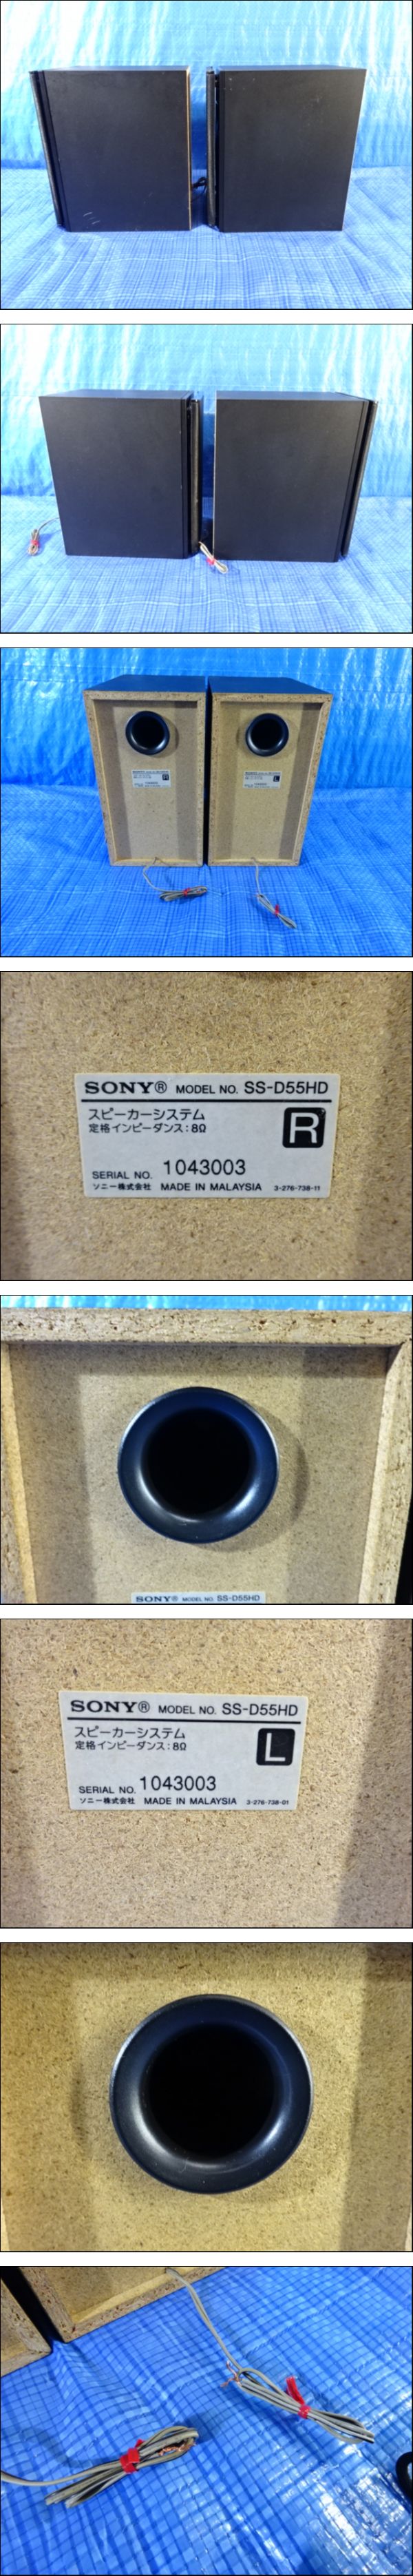 SONY® MODEL NO. SS-D55HD
スピーカーシステム
定格インピーダンス：8Ω
R
SERIAL NO. 1043003
ソニー株式会社 MADE IN MALAYSIA 3-276-738-11
SONY® MODEL NO. SS-D55HD
SONY® MODEL NO. SS-D55HD
スピーカーシステム
定格インピーダンス：8Ω
L
SERIAL NO. 1043003
ソニー株式会社 MADE IN MALAYSIA 3-276-738-01